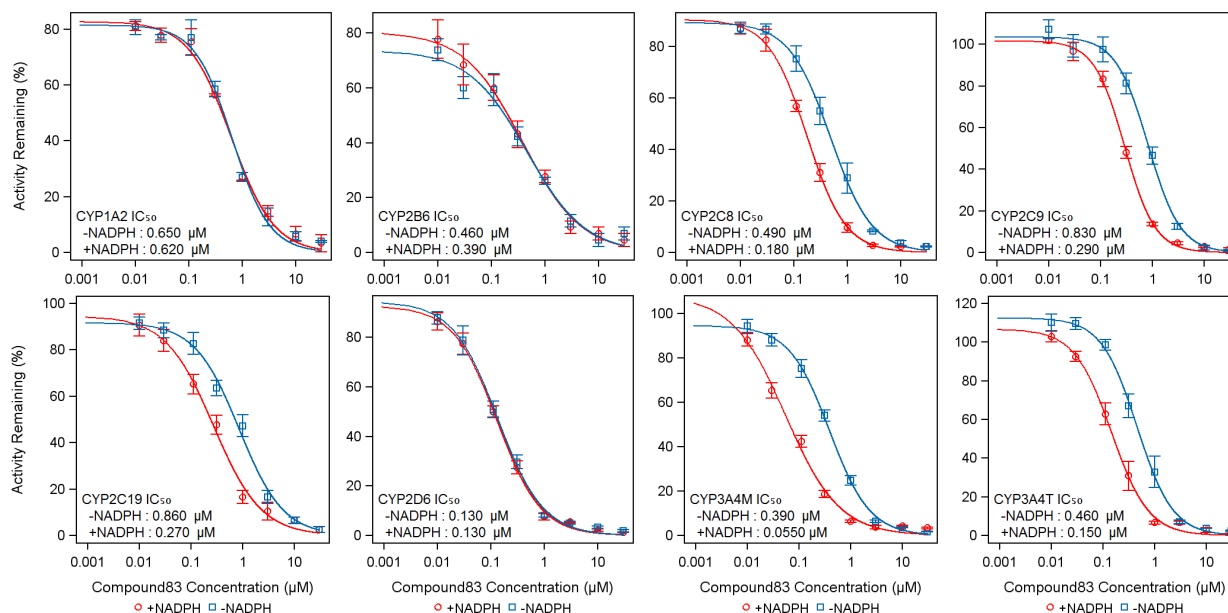 Activity Remaining (%)
80
60
40
20
0
CYP1A2 IC₅₀
-NADPH : 0.650 µM
+NADPH : 0.620 µM
0.001 0.01 0.1 1 10
80
60
40
20
0
CYP2B6 IC₅₀
-NADPH : 0.460 µM
+NADPH : 0.390 µM
0.001 0.01 0.1 1 10
80
60
40
20
0
CYP2C8 IC₅₀
-NADPH : 0.490 µM
+NADPH : 0.180 µM
0.001 0.01 0.1 1 10
100
80
60
40
20
0
CYP2C9 IC₅₀
-NADPH : 0.830 µM
+NADPH : 0.290 µM
0.001 0.01 0.1 1 10
Activity Remaining (%)
100
80
60
40
20
0
CYP2C19 IC₅₀
-NADPH : 0.860 µM
+NADPH : 0.270 µM
0.001 0.01 0.1 1 10
Compound83 Concentration (µM)
+NADPH -NADPH
80
60
40
20
0
CYP2D6 IC₅₀
-NADPH : 0.130 µM
+NADPH : 0.130 µM
0.001 0.01 0.1 1 10
Compound83 Concentration (µM)
+NADPH -NADPH
100
80
60
40
20
0
CYP3A4M IC₅₀
-NADPH : 0.390 µM
+NADPH : 0.0550 µM
0.001 0.01 0.1 1 10
Compound83 Concentration (µM)
+NADPH -NADPH
120
100
80
60
40
20
0
CYP3A4T IC₅₀
-NADPH : 0.460 µM
+NADPH : 0.150 µM
0.001 0.01 0.1 1 10
Compound83 Concentration (µM)
+NADPH -NADPH